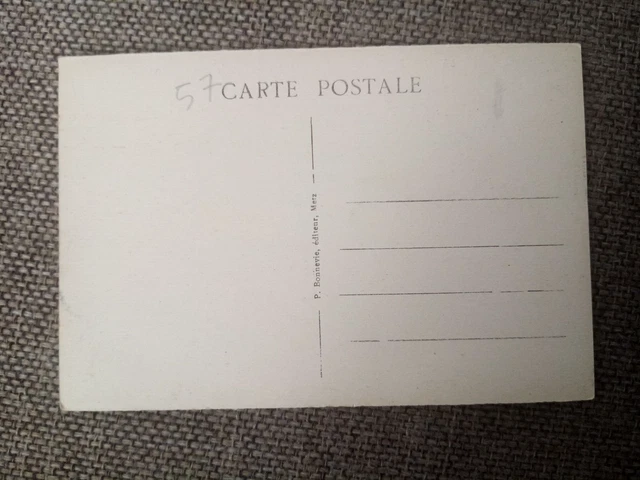 57
CARTE POSTALE
P. Bonnevie, éditeur, Metz